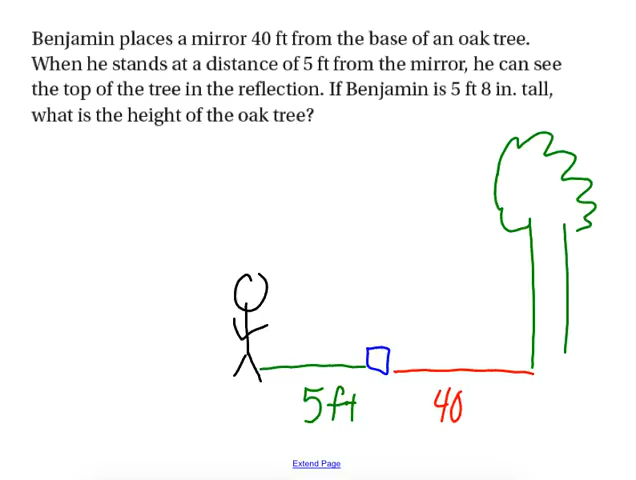 Benjamin places a mirror 40 ft from the base of an oak tree.
When he stands at a distance of 5 ft from the mirror, he can see
the top of the tree in the reflection. If Benjamin is 5 ft 8 in. tall,
what is the height of the oak tree?
5ft 40
Extend Page